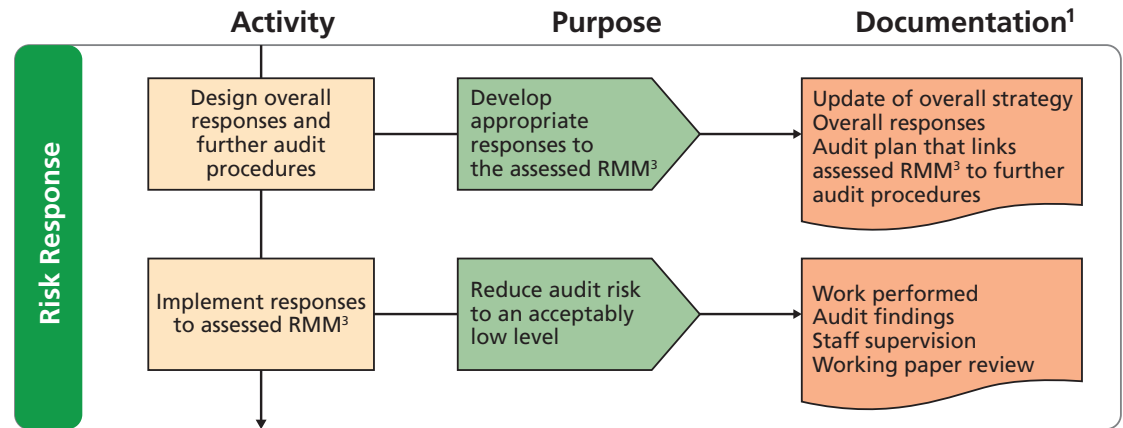 Activity
Purpose
Documentation¹
Risk Response
Design overall
responses and
further audit
procedures
Develop
appropriate
responses to
the assessed RMM³
Update of overall strategy
Overall responses
Audit plan that links
assessed RMM³ to further
audit procedures
Implement responses
to assessed RMM³
Reduce audit risk
to an acceptably
low level
Work performed
Audit findings
Staff supervision
Working paper review